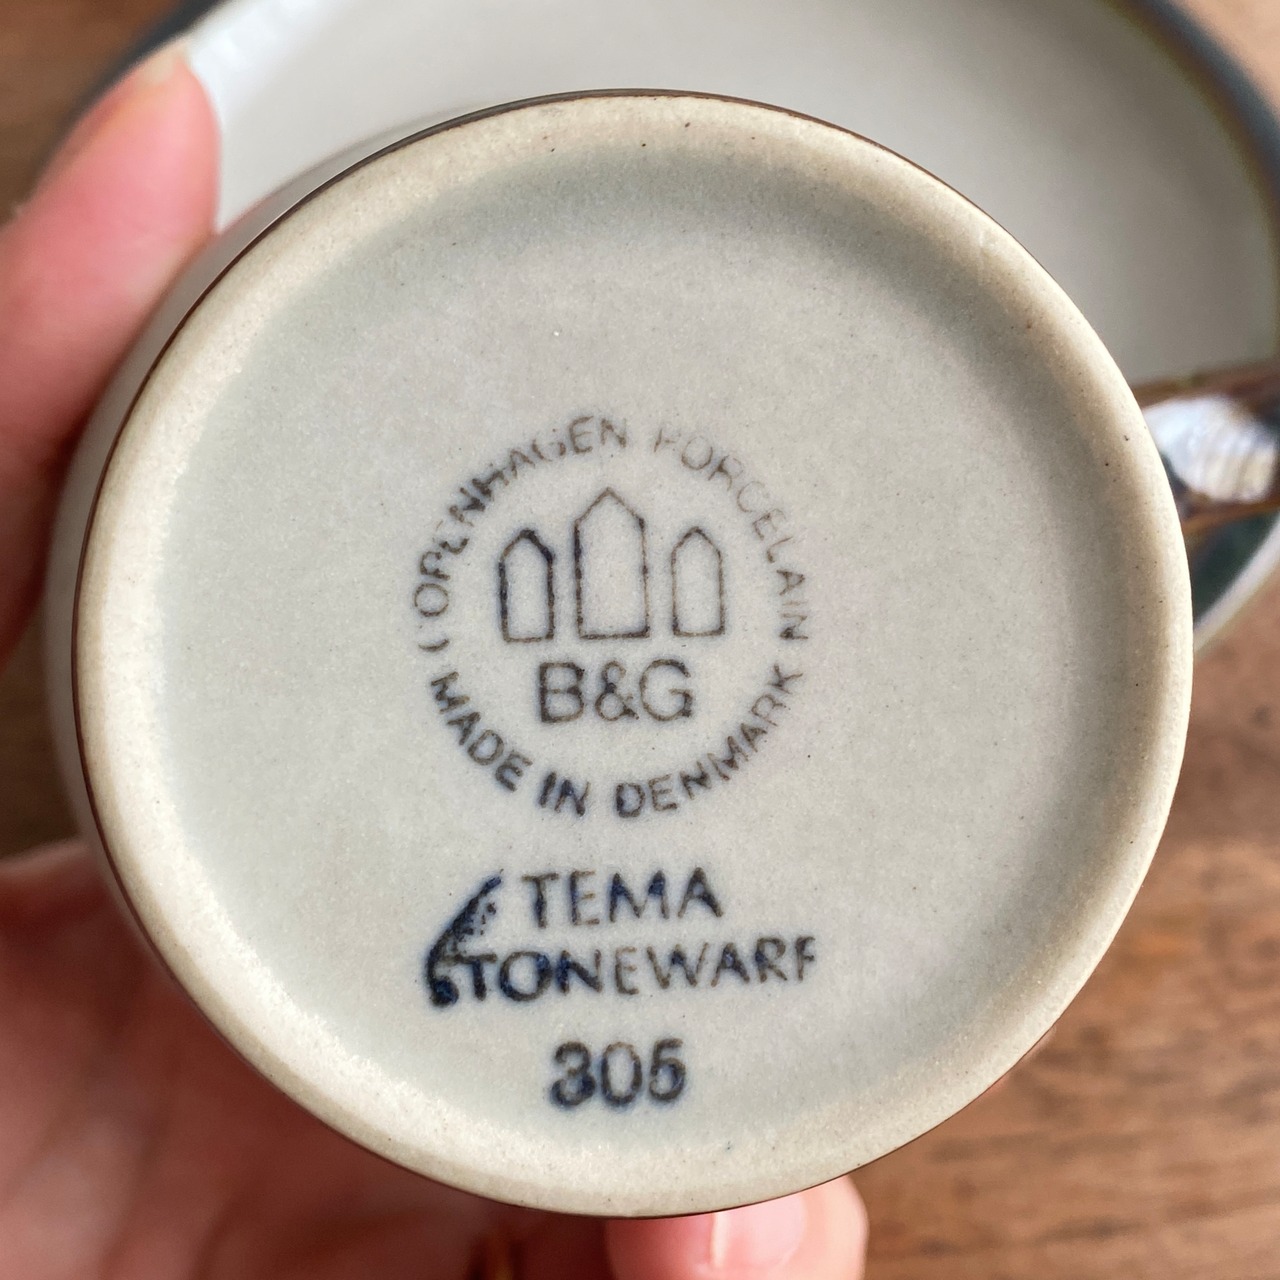 COPENHAGEN PORCELAIN
MADE IN DENMARK
B&G
TEMA
STONEWARE
305